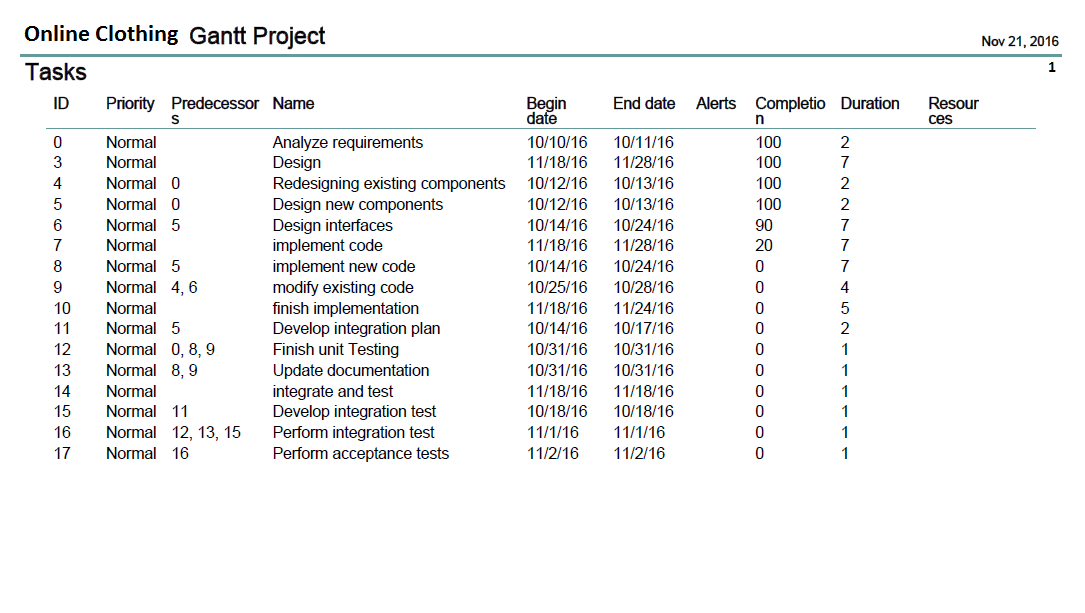 Online Clothing Gantt Project
Nov 21, 2016
Tasks 1
ID Priority Predecessor Name Begin End date Alerts Completio Duration Resour
s date n ces
0 Normal Analyze requirements 10/10/16 10/11/16 100 2
3 Normal Design 11/18/16 11/28/16 100 7
4 Normal 0 Redesigning existing components 10/12/16 10/13/16 100 2
5 Normal 0 Design new components 10/12/16 10/13/16 100 2
6 Normal 5 Design interfaces 10/14/16 10/24/16 90 7
7 Normal implement code 11/18/16 11/28/16 20 7
8 Normal 5 implement new code 10/14/16 10/24/16 0 7
9 Normal 4, 6 modify existing code 10/25/16 10/28/16 0 4
10 Normal finish implementation 11/18/16 11/24/16 0 5
11 Normal 5 Develop integration plan 10/14/16 10/17/16 0 2
12 Normal 0, 8, 9 Finish unit Testing 10/31/16 10/31/16 0 1
13 Normal 8, 9 Update documentation 10/31/16 10/31/16 0 1
14 Normal integrate and test 11/18/16 11/18/16 0 1
15 Normal 11 Develop integration test 10/18/16 10/18/16 0 1
16 Normal 12, 13, 15 Perform integration test 11/1/16 11/1/16 0 1
17 Normal 16 Perform acceptance tests 11/2/16 11/2/16 0 1